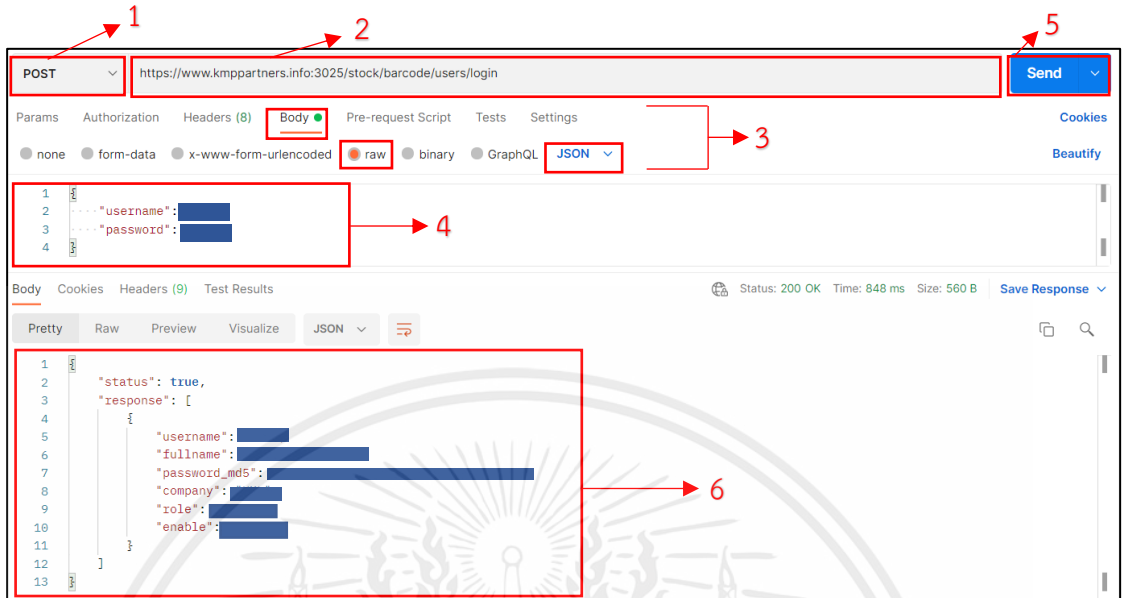 1
2
5
POST
https://www.kmppartners.info:3025/stock/barcode/users/login
Send
Params Authorization Headers (8) Body Pre-request Script Tests Settings Cookies
3
none form-data x-www-form-urlencoded raw binary GraphQL JSON Beautify
1 {
2 ····"username":
3 ····"password":
4 }
4
Body Cookies Headers (9) Test Results Status: 200 OK Time: 848 ms Size: 560 B Save Response
Pretty Raw Preview Visualize JSON
1 {
2 "status": true,
3 "response": [
4 {
5 "username":
6 "fullname":
7 "password_md5":
8 "company":
9 "role":
10 "enable":
11 }
12 ]
13 }
6